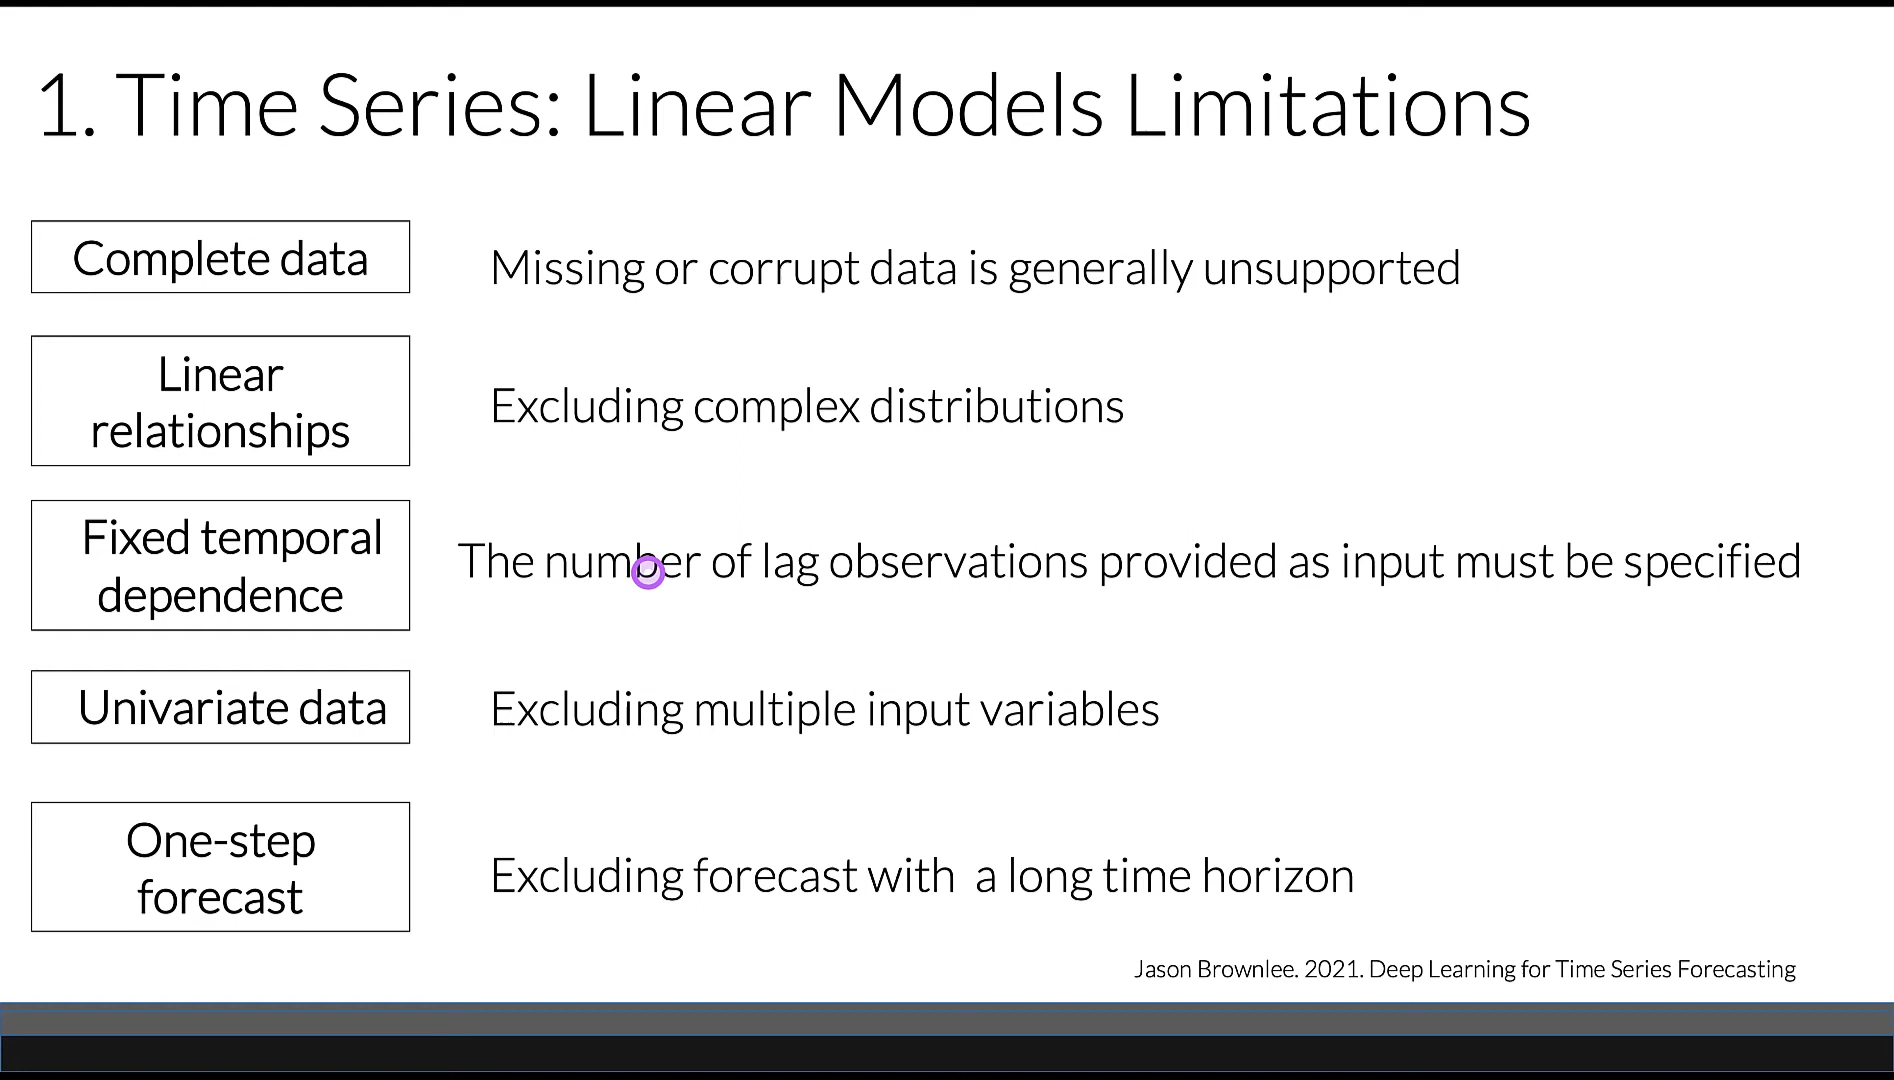 1. Time Series: Linear Models Limitations
Complete data
Missing or corrupt data is generally unsupported
Linear
relationships
Excluding complex distributions
Fixed temporal
dependence
The number of lag observations provided as input must be specified
Univariate data
Excluding multiple input variables
One-step
forecast
Excluding forecast with a long time horizon
Jason Brownlee. 2021. Deep Learning for Time Series Forecasting